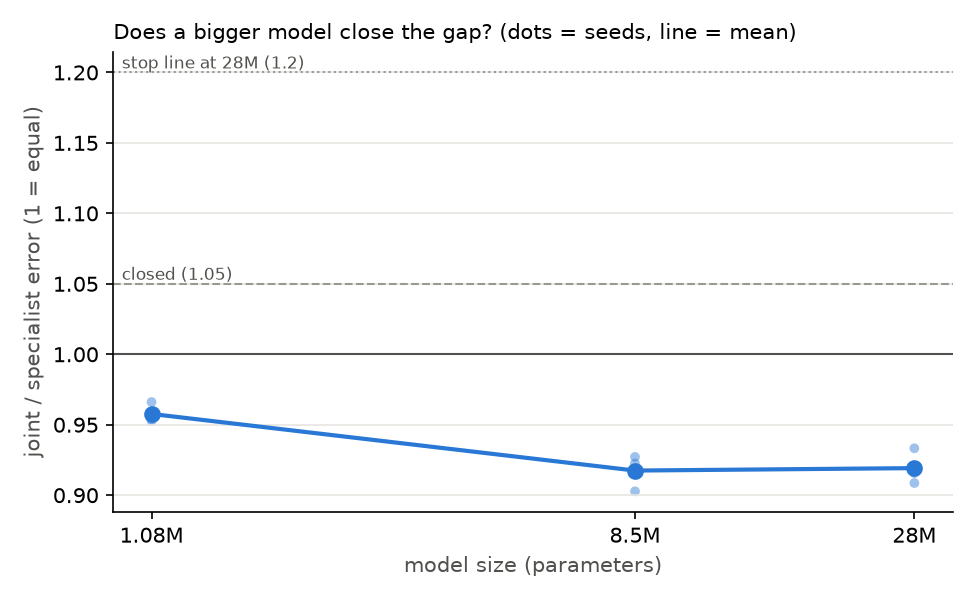 Does a bigger model close the gap? (dots = seeds, line = mean)
joint / specialist error (1 = equal)
1.20
stop line at 28M (1.2)
1.15
1.10
1.05
closed (1.05)
1.00
0.95
0.90
1.08M
8.5M
28M
model size (parameters)